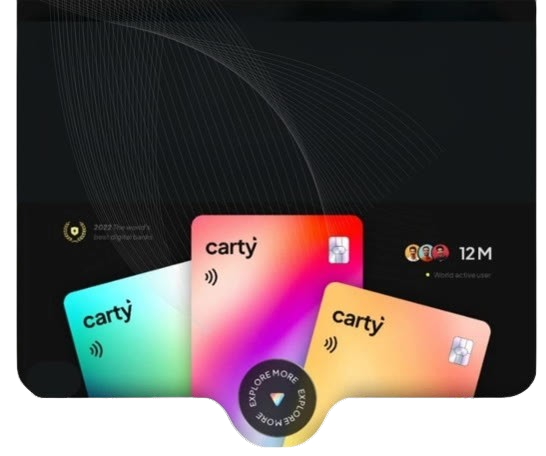 2022 The world's
best digital banks
carty
12M
World active user
carty
carty
EXPLORE MORE EXPLORE MORE